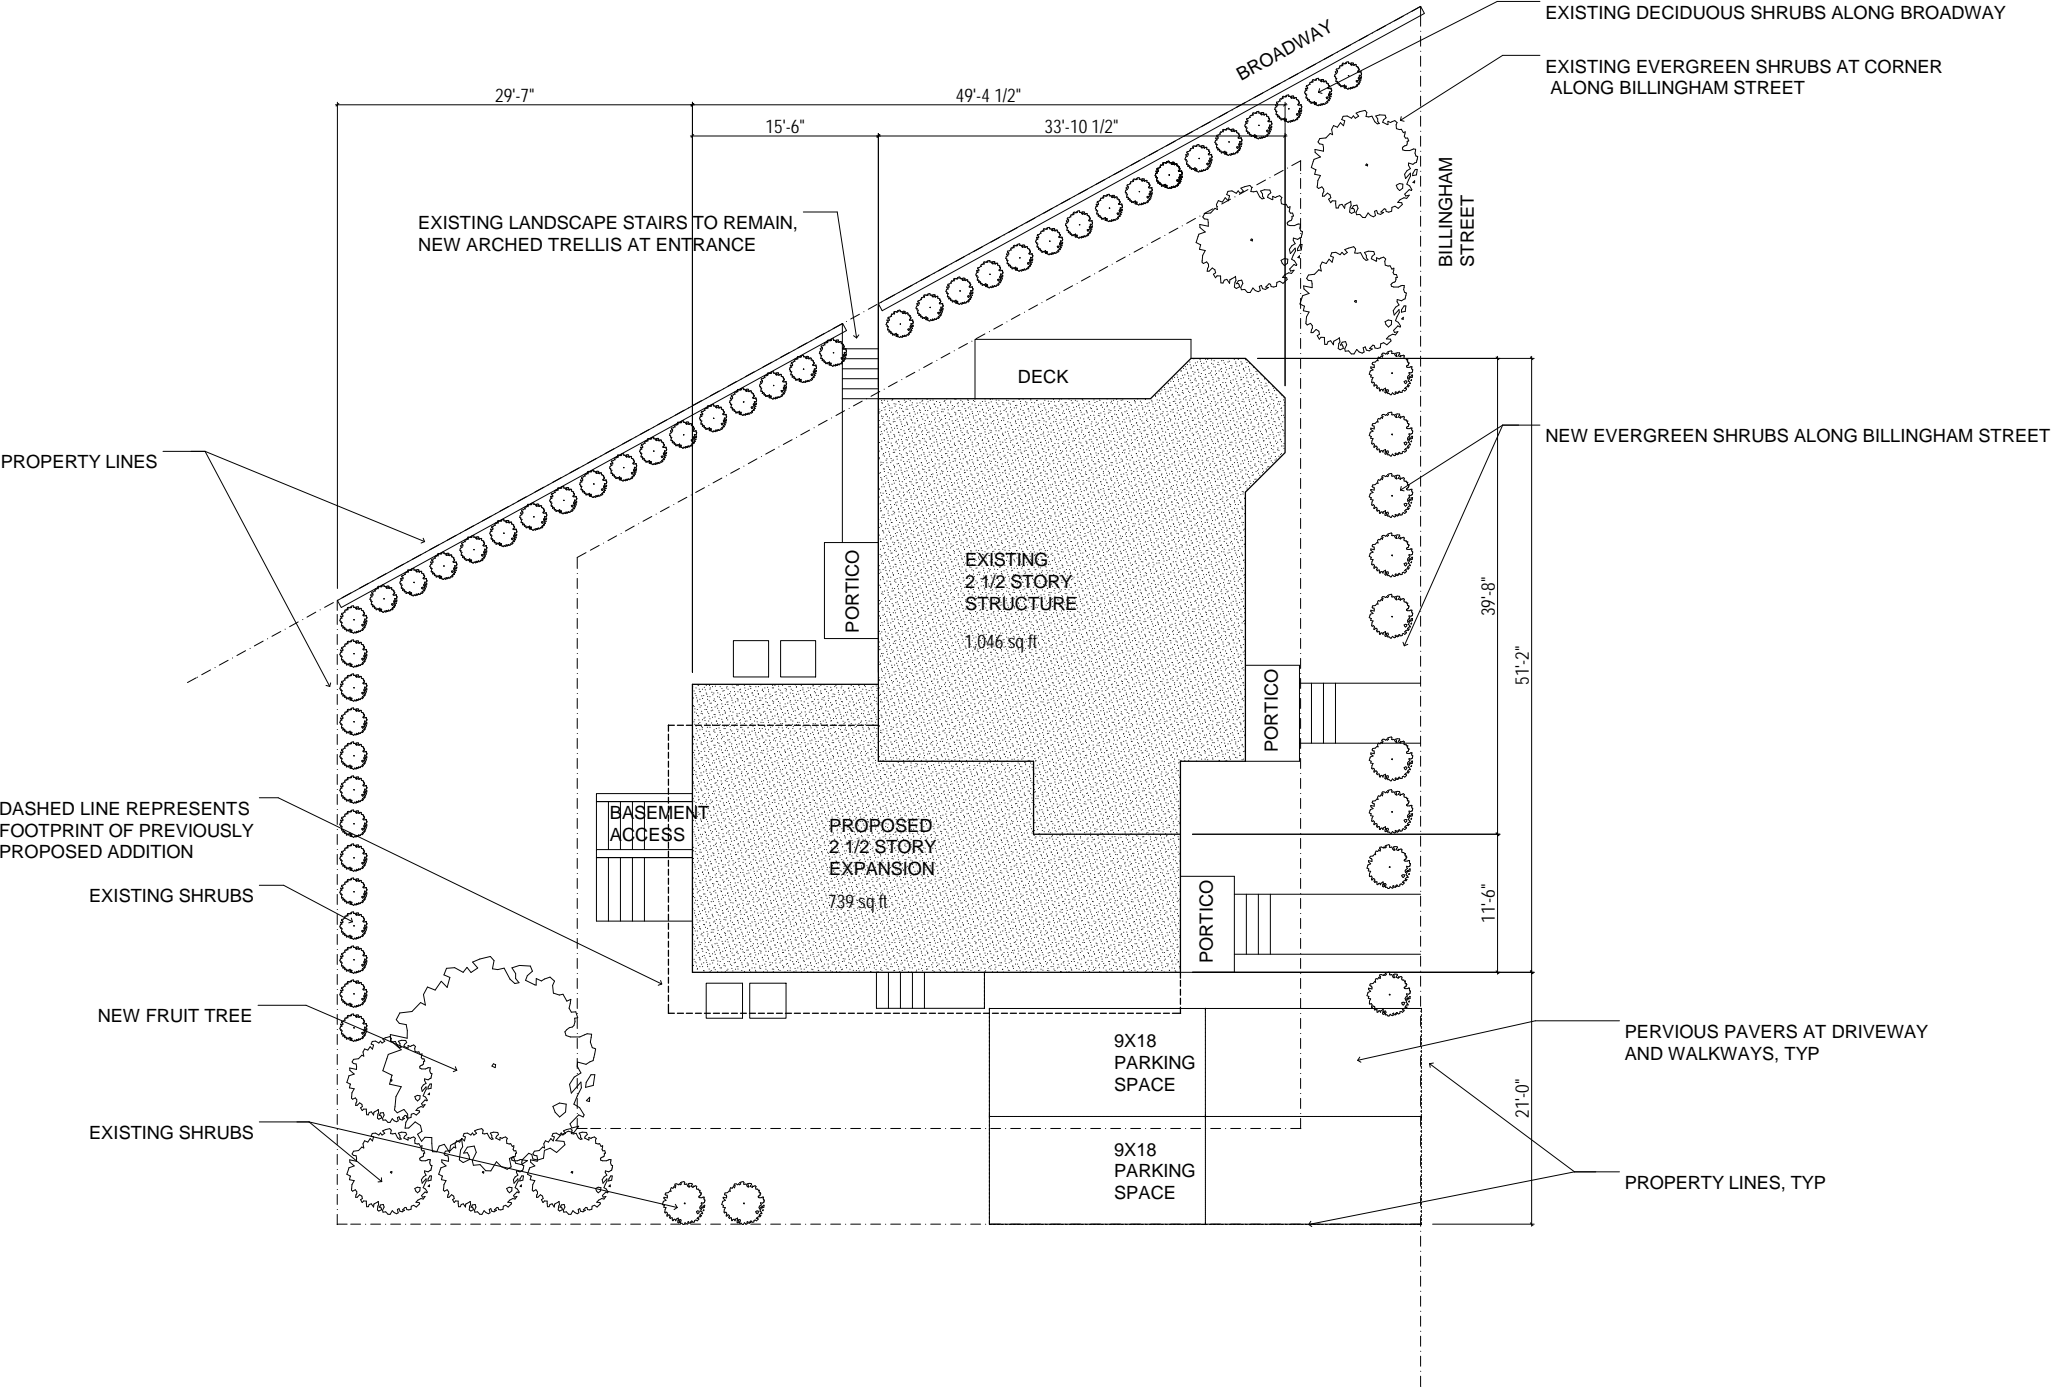 EXISTING DECIDUOUS SHRUBS ALONG BROADWAY
BROADWAY
EXISTING EVERGREEN SHRUBS AT CORNER
ALONG BILLINGHAM STREET
29'-7"
49'-4 1/2"
15'-6"
33'-10 1/2"
BILLINGHAM
STREET
EXISTING LANDSCAPE STAIRS TO REMAIN,
NEW ARCHED TRELLIS AT ENTRANCE
DECK
NEW EVERGREEN SHRUBS ALONG BILLINGHAM STREET
PROPERTY LINES
PORTICO
EXISTING
2 1/2 STORY
STRUCTURE
1,046 sq ft
39'-8"
51'-2"
PORTICO
DASHED LINE REPRESENTS
FOOTPRINT OF PREVIOUSLY
PROPOSED ADDITION
BASEMENT
ACCESS
PROPOSED
2 1/2 STORY
EXPANSION
739 sq ft
EXISTING SHRUBS
PORTICO
11'-6"
NEW FRUIT TREE
9X18
PARKING
SPACE
PERVIOUS PAVERS AT DRIVEWAY
AND WALKWAYS, TYP
21'-0"
EXISTING SHRUBS
9X18
PARKING
SPACE
PROPERTY LINES, TYP